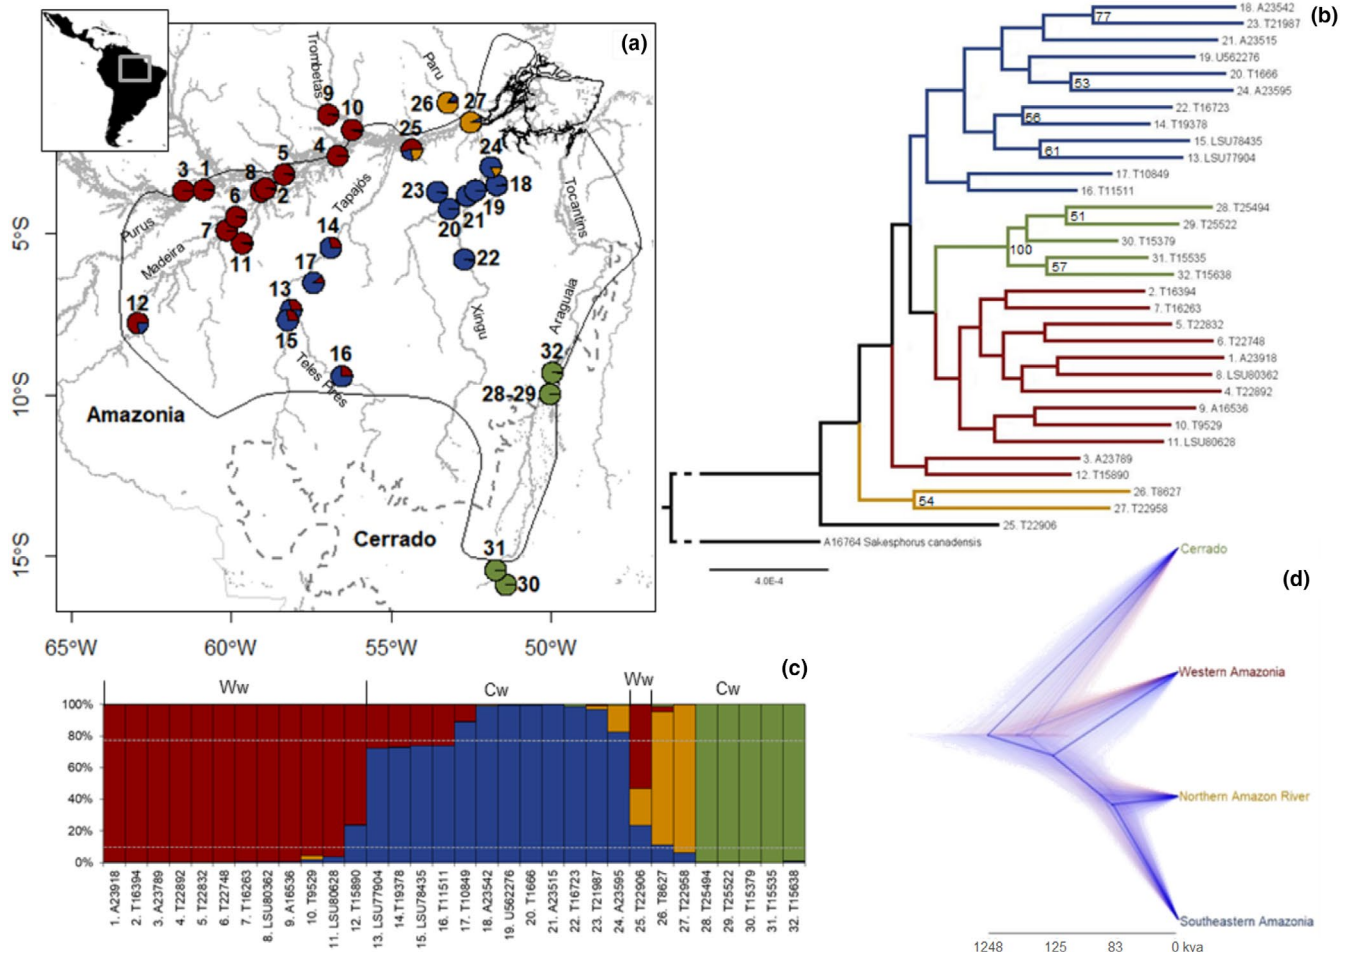 (a)
Trombetas
Paru
9
10
26
27
25
4
5
3
1
8
2
6
7
11
Purus
Madeira
12
Tapajós
14
17
13
15
16
Teles Pires
24
23
18
19
21
20
22
Xingu
Tocantins
Araguaia
32
28-29
31
30
Amazonia
Cerrado
5°S
10°S
15°S
65°W
60°W
55°W
50°W
(b)
18. A23542
77
23. T21987
21. A23515
19. U562276
20. T1666
53
24. A23595
22. T16723
56
14. T19378
15. LSU78435
61
13. LSU77904
17. T10849
16. T11511
28. T25494
51
29. T25522
30. T15379
100
31. T15535
57
32. T15638
2. T16394
7. T16263
5. T22832
6. T22748
1. A23918
8. LSU80362
4. T22892
9. A16536
10. T9529
11. LSU80628
3. A23789
12. T15890
26. T8627
54
27. T22958
25. T22906
A16764 Sakesphorus canadensis
4.0E-4
(c)
Ww
Cw
Ww
Cw
100%
80%
60%
40%
20%
0%
1. A23918
2. T16394
3. A23789
4. T22892
5. T22832
6. T22748
7. T16263
8. LSU80362
9. A16536
10. T9529
11. LSU80628
12. T15890
13. LSU77904
14.T19378
15. LSU78435
16. T11511
17. T10849
18. A23542
19. U562276
20. T1666
21. A23515
22. T16723
23. T21987
24. A23595
25. T22906
26. T8627
27. T22958
28. T25494
29. T25522
30. T15379
31. T15535
32. T15638
(d)
Cerrado
Western Amazonia
Northern Amazon River
Southeastern Amazonia
1248
125
83
0 kya